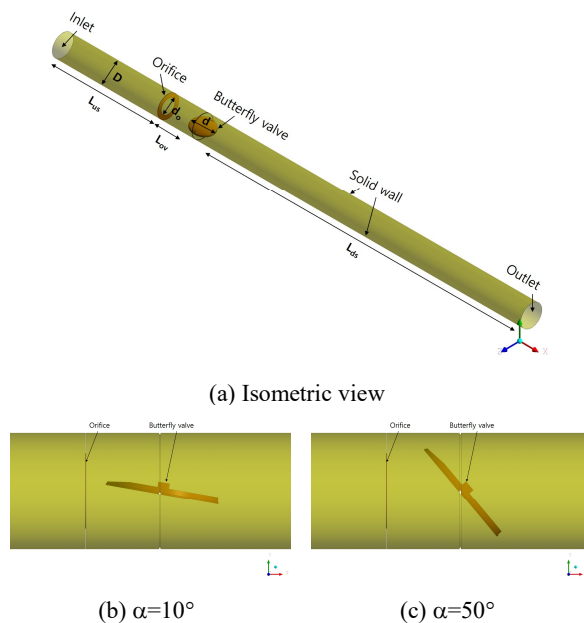 Inlet
D
Orifice
Lus
do
d
Butterfly valve
Lov
Solid wall
Lds
Outlet
X
(a) Isometric view
Orifice
Butterfly valve
Orifice
Butterfly valve
(b) α=10°
(c) α=50°